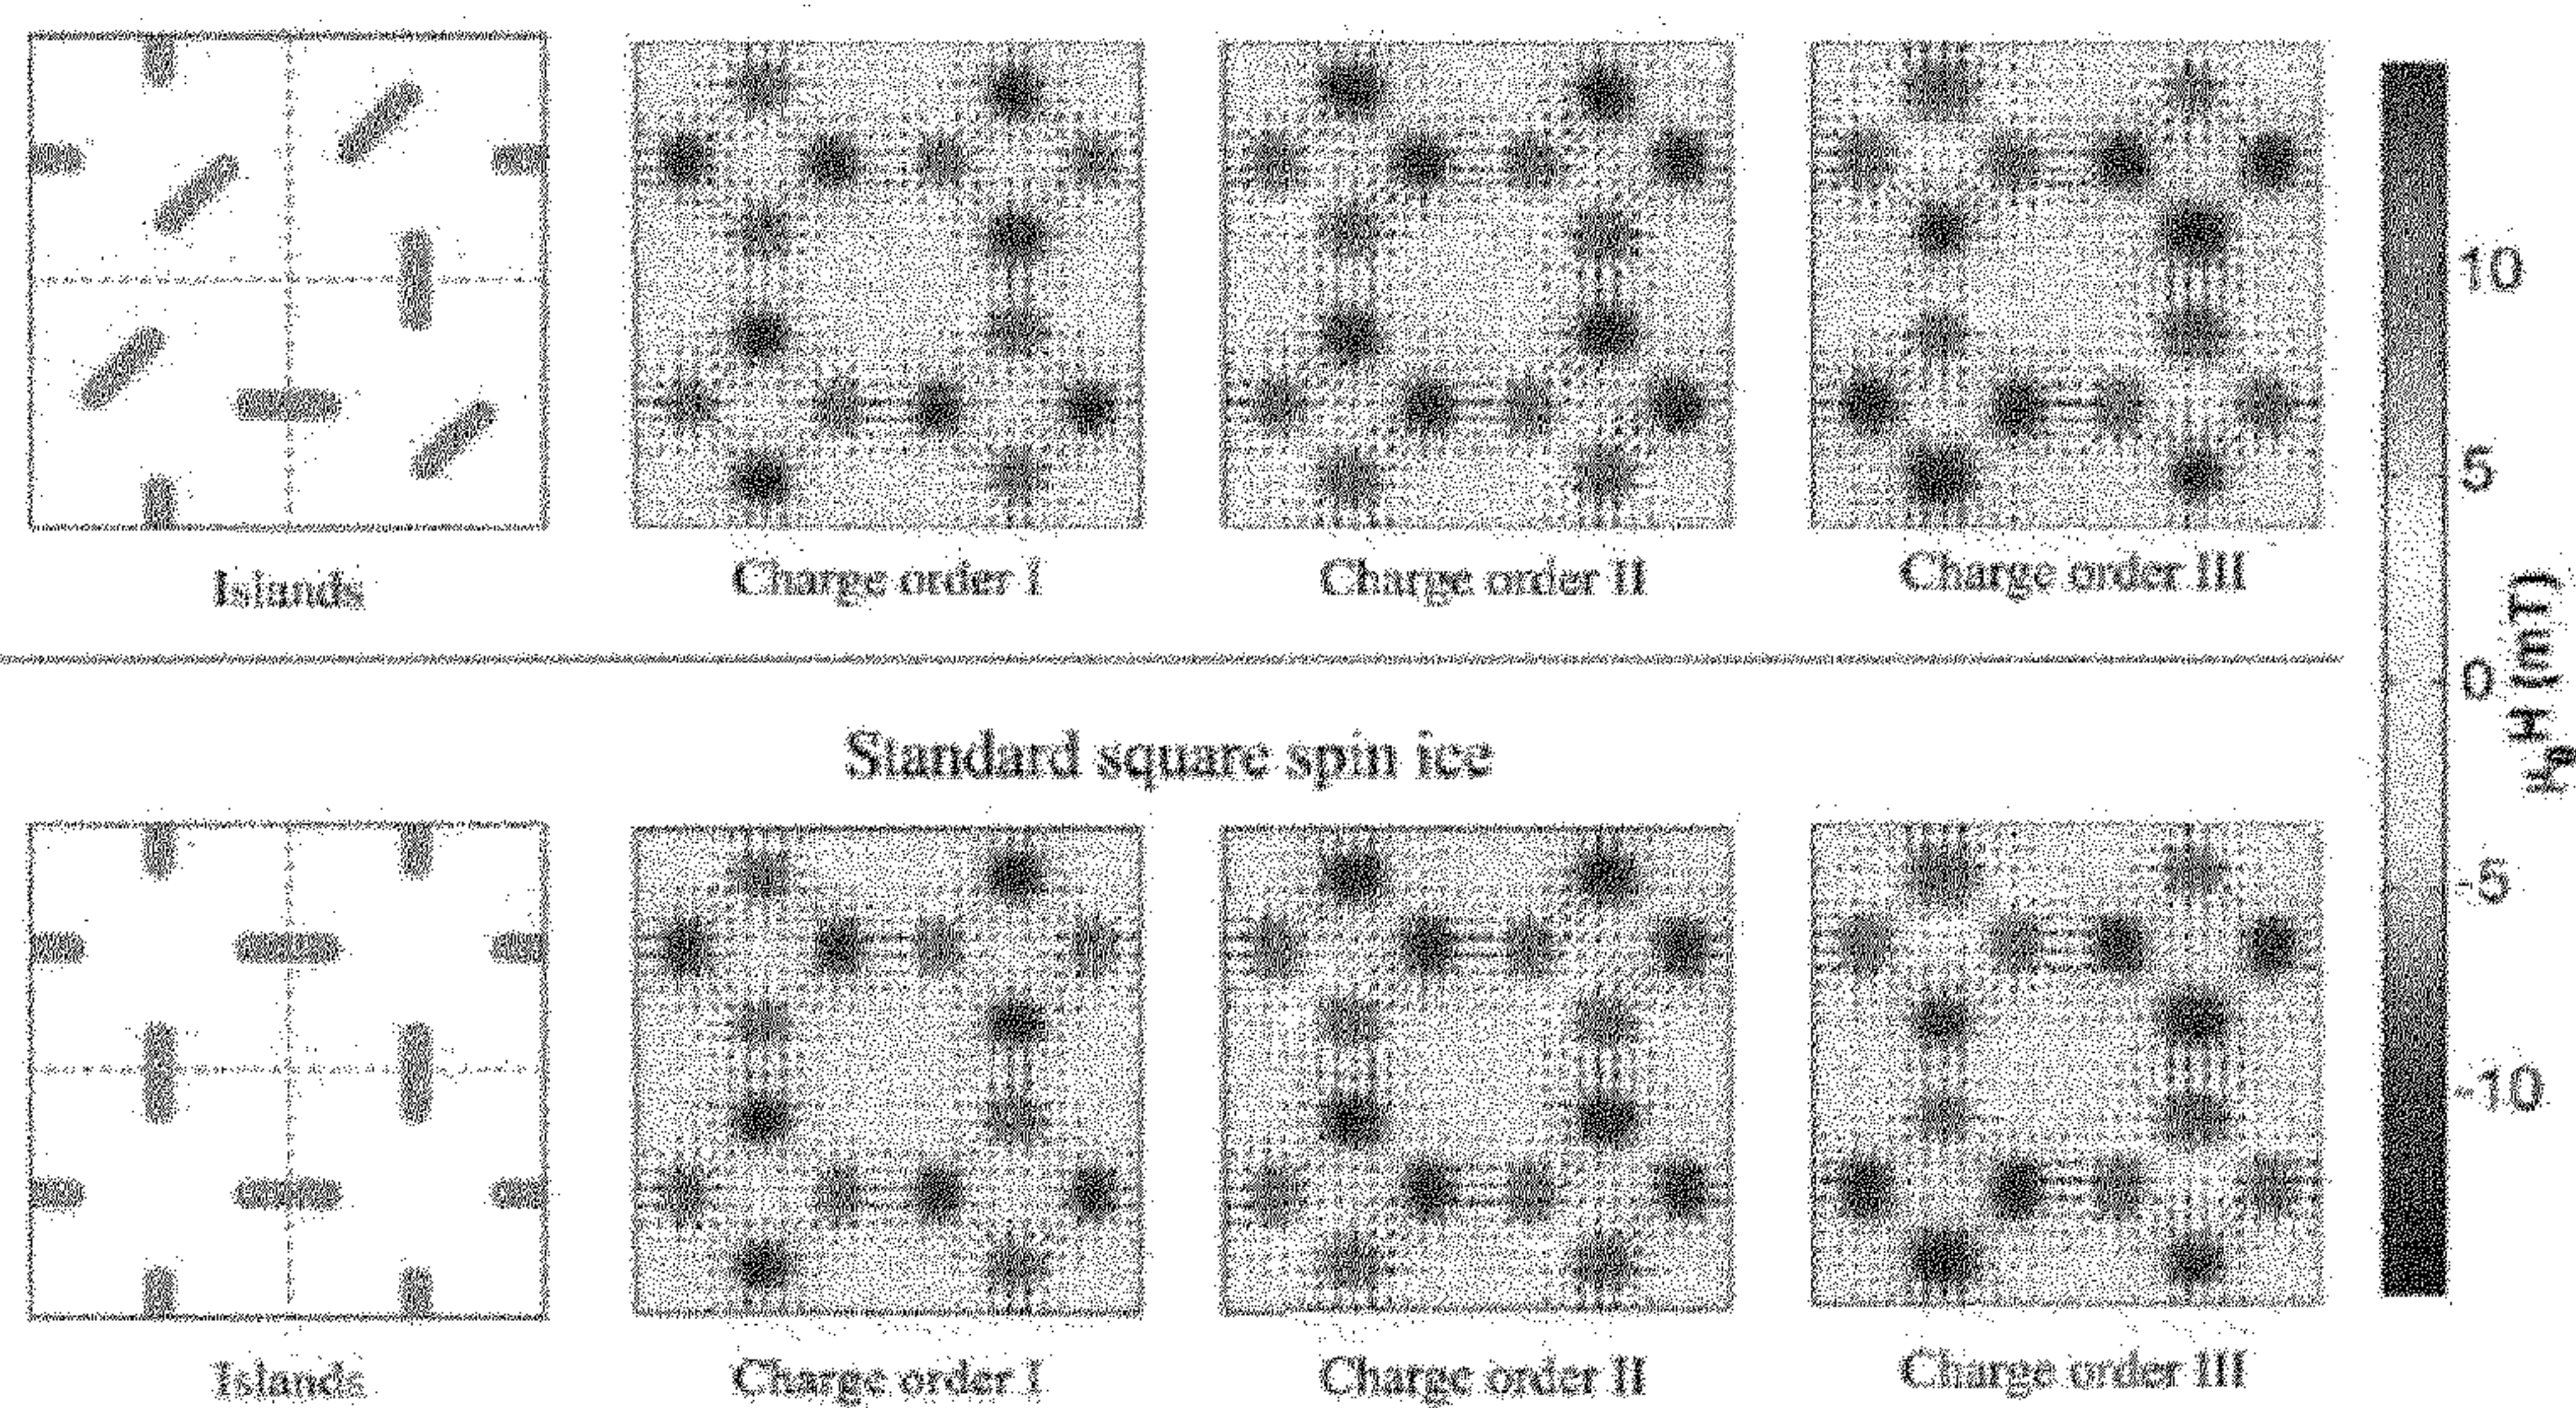 Islands
Charge order I
Charge order II
Charge order III
Standard square spin ice
Islands
Charge order I
Charge order II
Charge order III
10
5
0
-5
-10
μ₀H (mT)